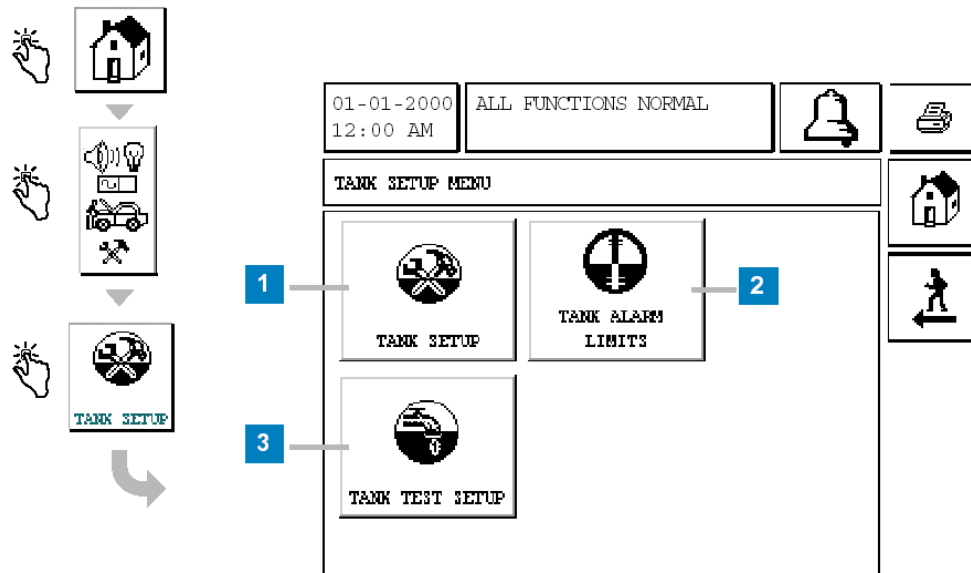 01-01-2000
12:00 AM
ALL FUNCTIONS NORMAL
TANK SETUP MENU
1
TANK SETUP
2
TANK ALARM
LIMITS
TANK SETUP
3
TANK TEST SETUP